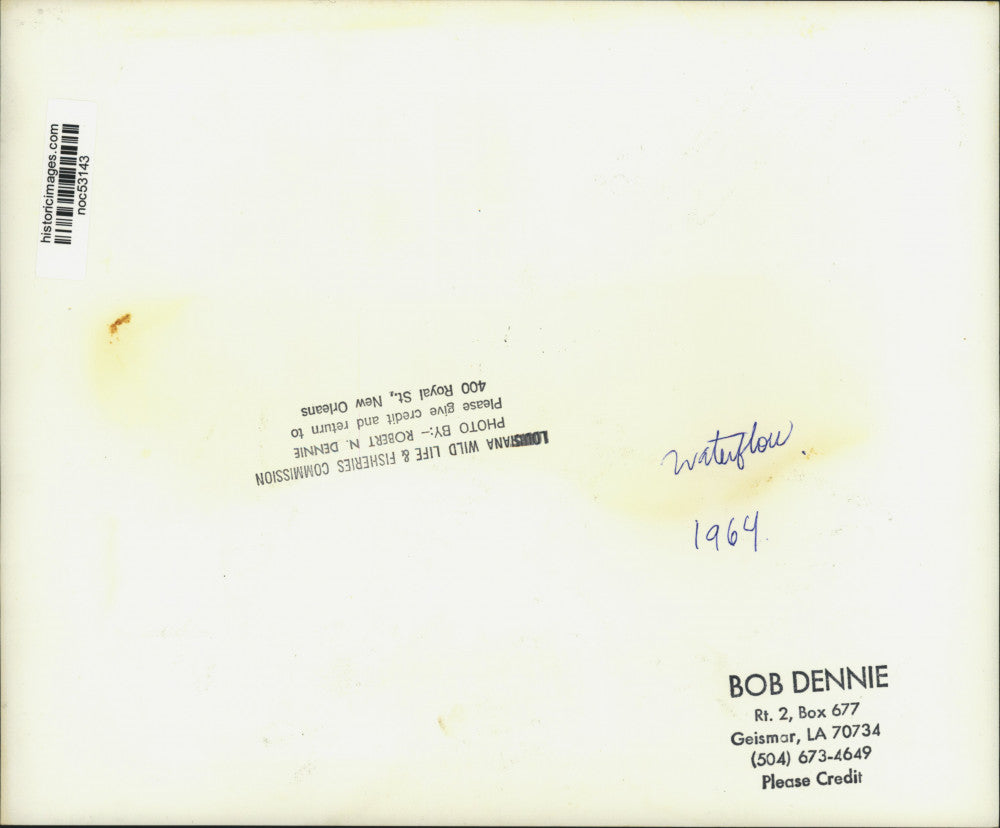 historicimages.com
noc53143
LOUISIANA WILD LIFE & FISHERIES COMMISSION
PHOTO BY:- ROBERT N. DENNIE
Please give credit and return to
400 Royal St., New Orleans
Waterflow.
1964
BOB DENNIE
Rt. 2, Box 677
Geismar, LA 70734
(504) 673-4649
Please Credit